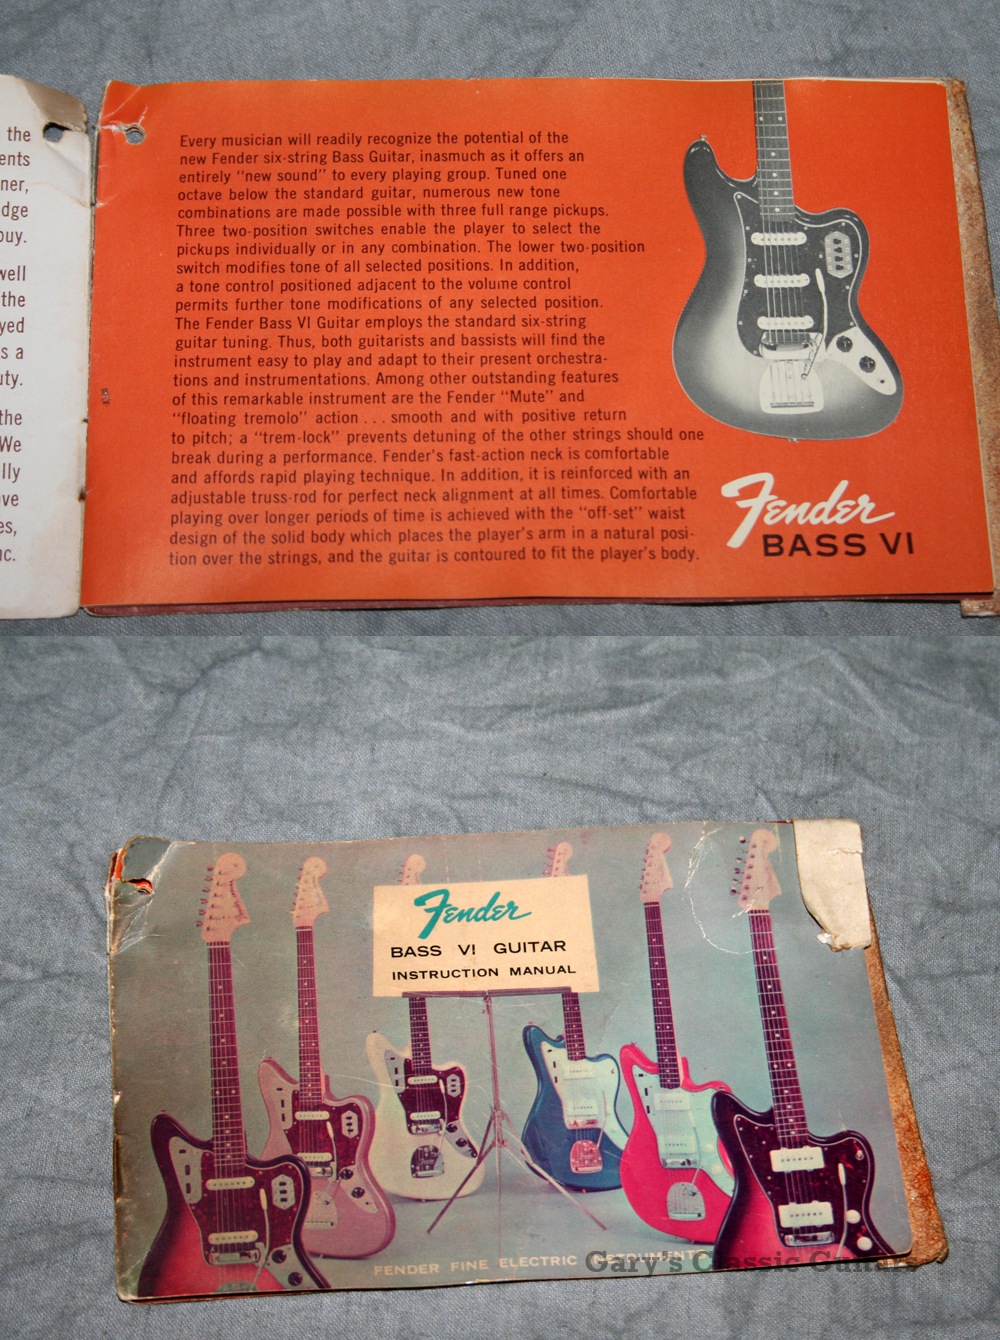 the
ents
ner,
dge
buy.
well
the
yed
s a
uty.
the
We
lly
ave
es,
nc.
Every musician will readily recognize the potential of the
new Fender six-string Bass Guitar, inasmuch as it offers an
entirely "new sound" to every playing group. Tuned one
octave below the standard guitar, numerous new tone
combinations are made possible with three full range pickups.
Three two-position switches enable the player to select the
pickups individually or in any combination. The lower two-position
switch modifies tone of all selected positions. In addition,
a tone control positioned adjacent to the volume control
permits further tone modifications of any selected position.
The Fender Bass VI Guitar employs the standard six-string
guitar tuning. Thus, both guitarists and bassists will find the
instrument easy to play and adapt to their present orchestra-
tions and instrumentations. Among other outstanding features
of this remarkable instrument are the Fender "Mute" and
"floating tremolo" action . . . smooth and with positive return
to pitch; a "trem-lock" prevents detuning of the other strings should one
break during a performance. Fender's fast-action neck is comfortable
and affords rapid playing technique. In addition, it is reinforced with an
adjustable truss-rod for perfect neck alignment at all times. Comfortable
playing over longer periods of time is achieved with the "off-set" waist
design of the solid body which places the player's arm in a natural posi-
tion over the strings, and the guitar is contoured to fit the player's body.
Fender
BASS VI
Fender
BASS VI GUITAR
INSTRUCTION MANUAL
FENDER FINE ELECTRIC INSTRUMENTS
Gary's Classic Guitars